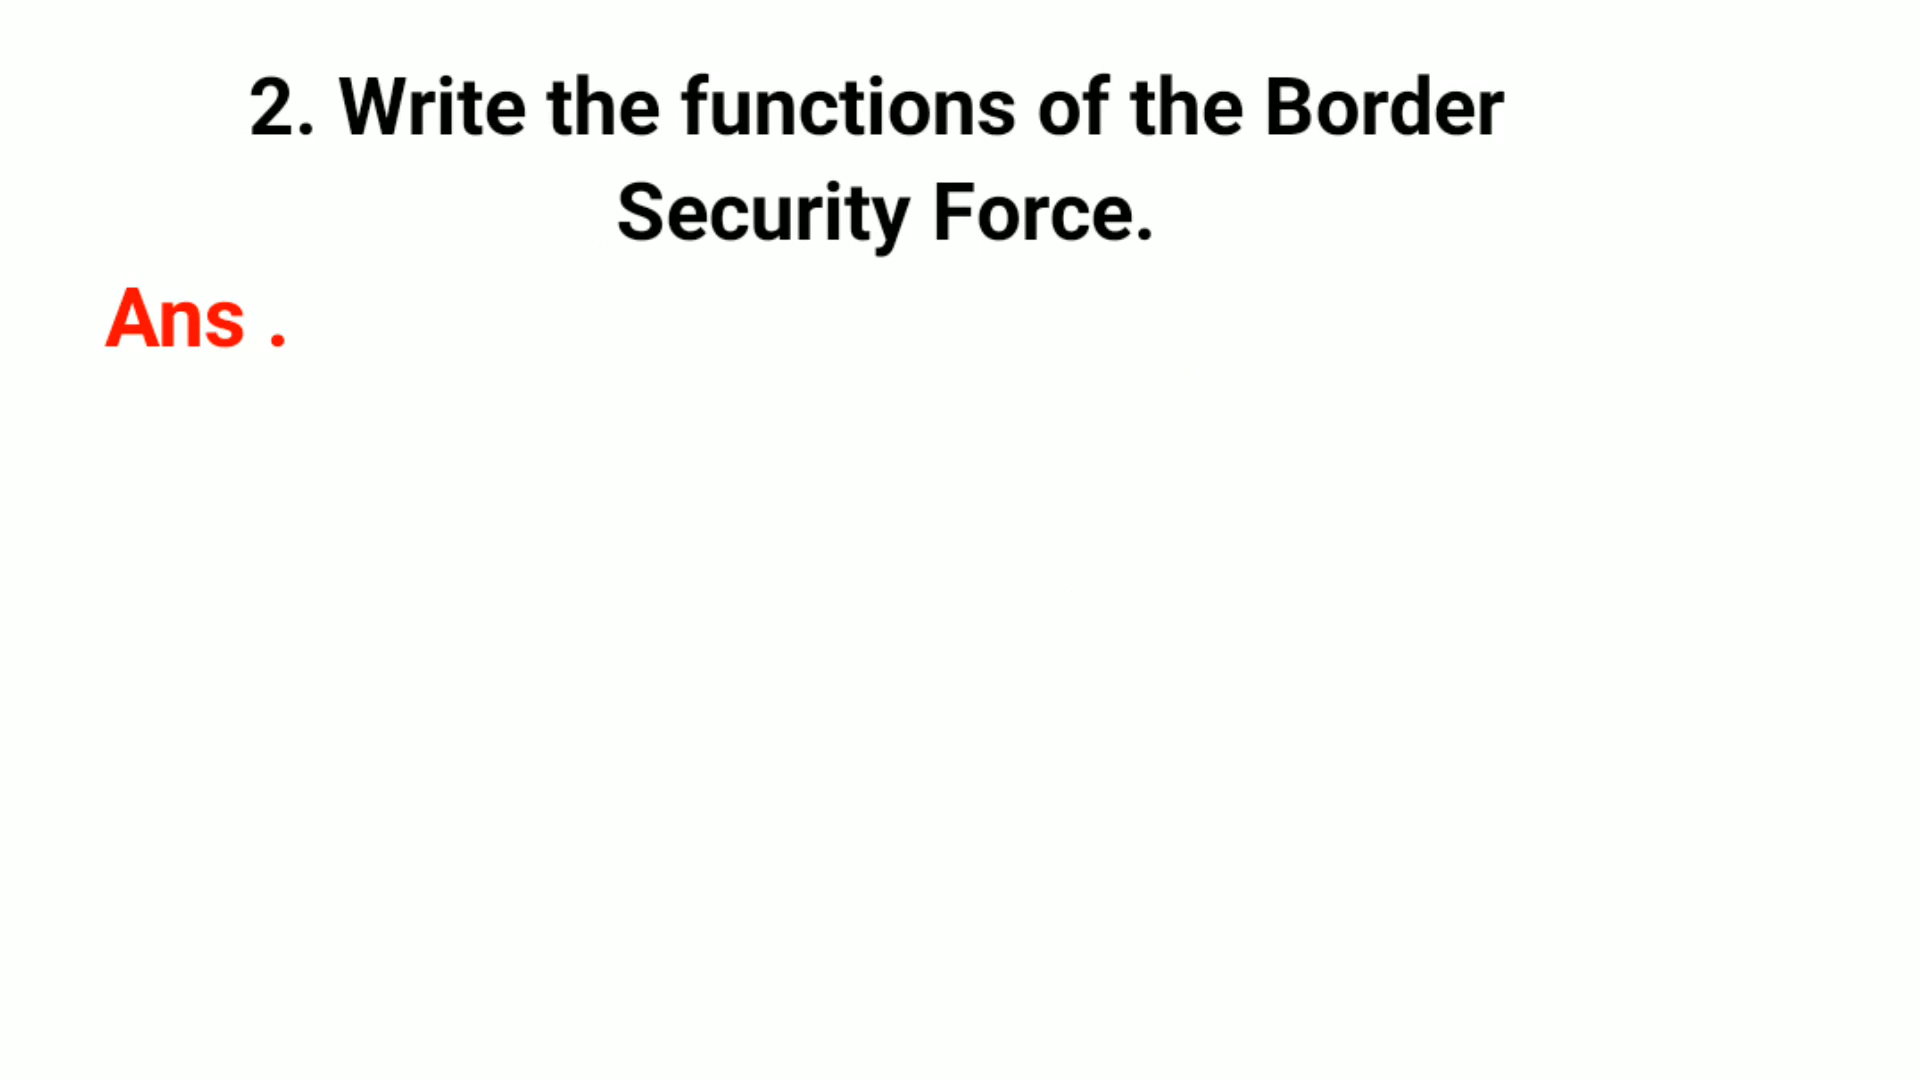 2. Write the functions of the Border
Security Force.
Ans .